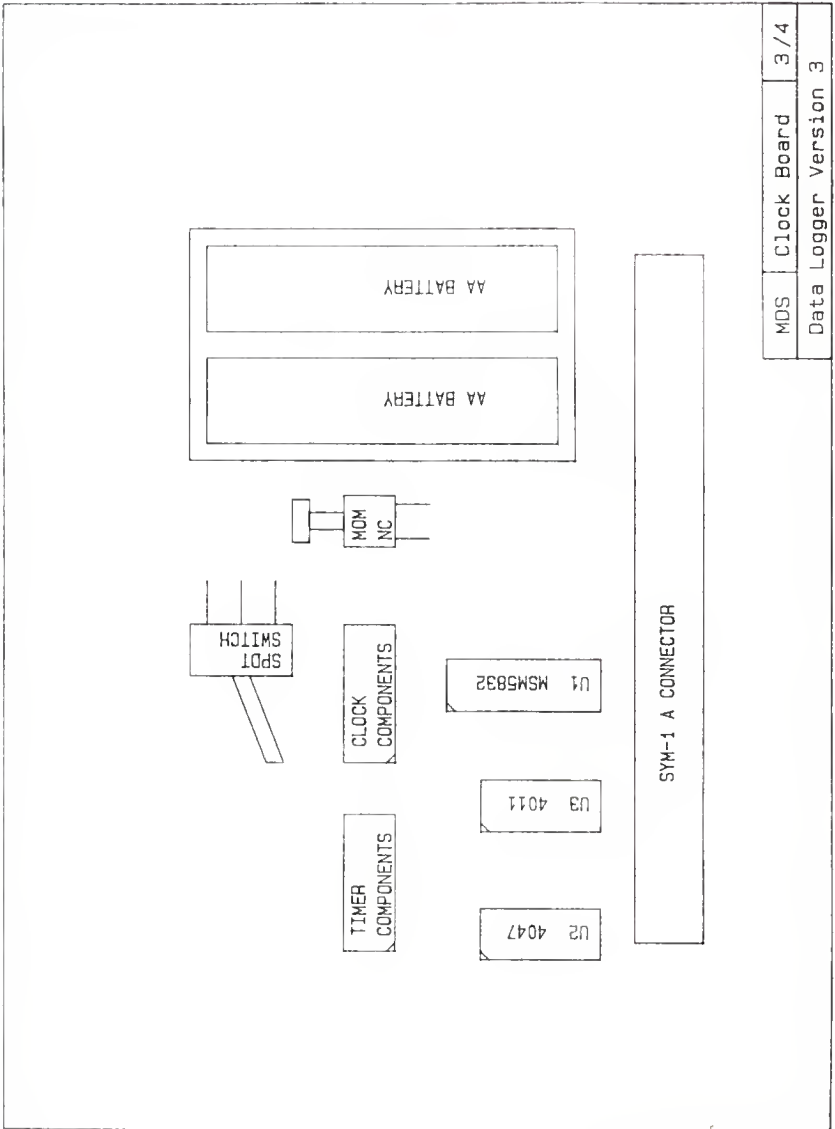 MDS Clock Board 3/4
Data Logger Version 3
AA BATTERY
AA BATTERY
MOM
NC
SPDT
SWITCH
CLOCK
COMPONENTS
TIMER
COMPONENTS
U1 MSM5832
U3 4011
U2 4047
SYM-1 A CONNECTOR